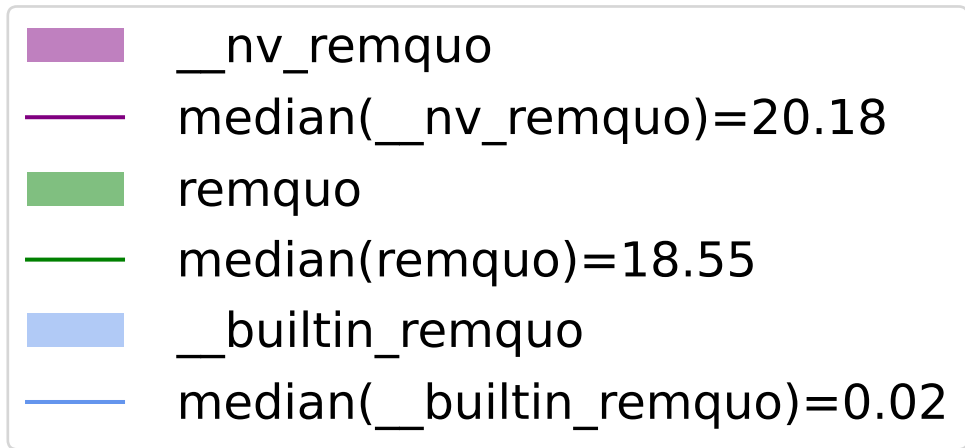 __nv_remquo
median(__nv_remquo)=20.18
remquo
median(remquo)=18.55
__builtin_remquo
median(__builtin_remquo)=0.02